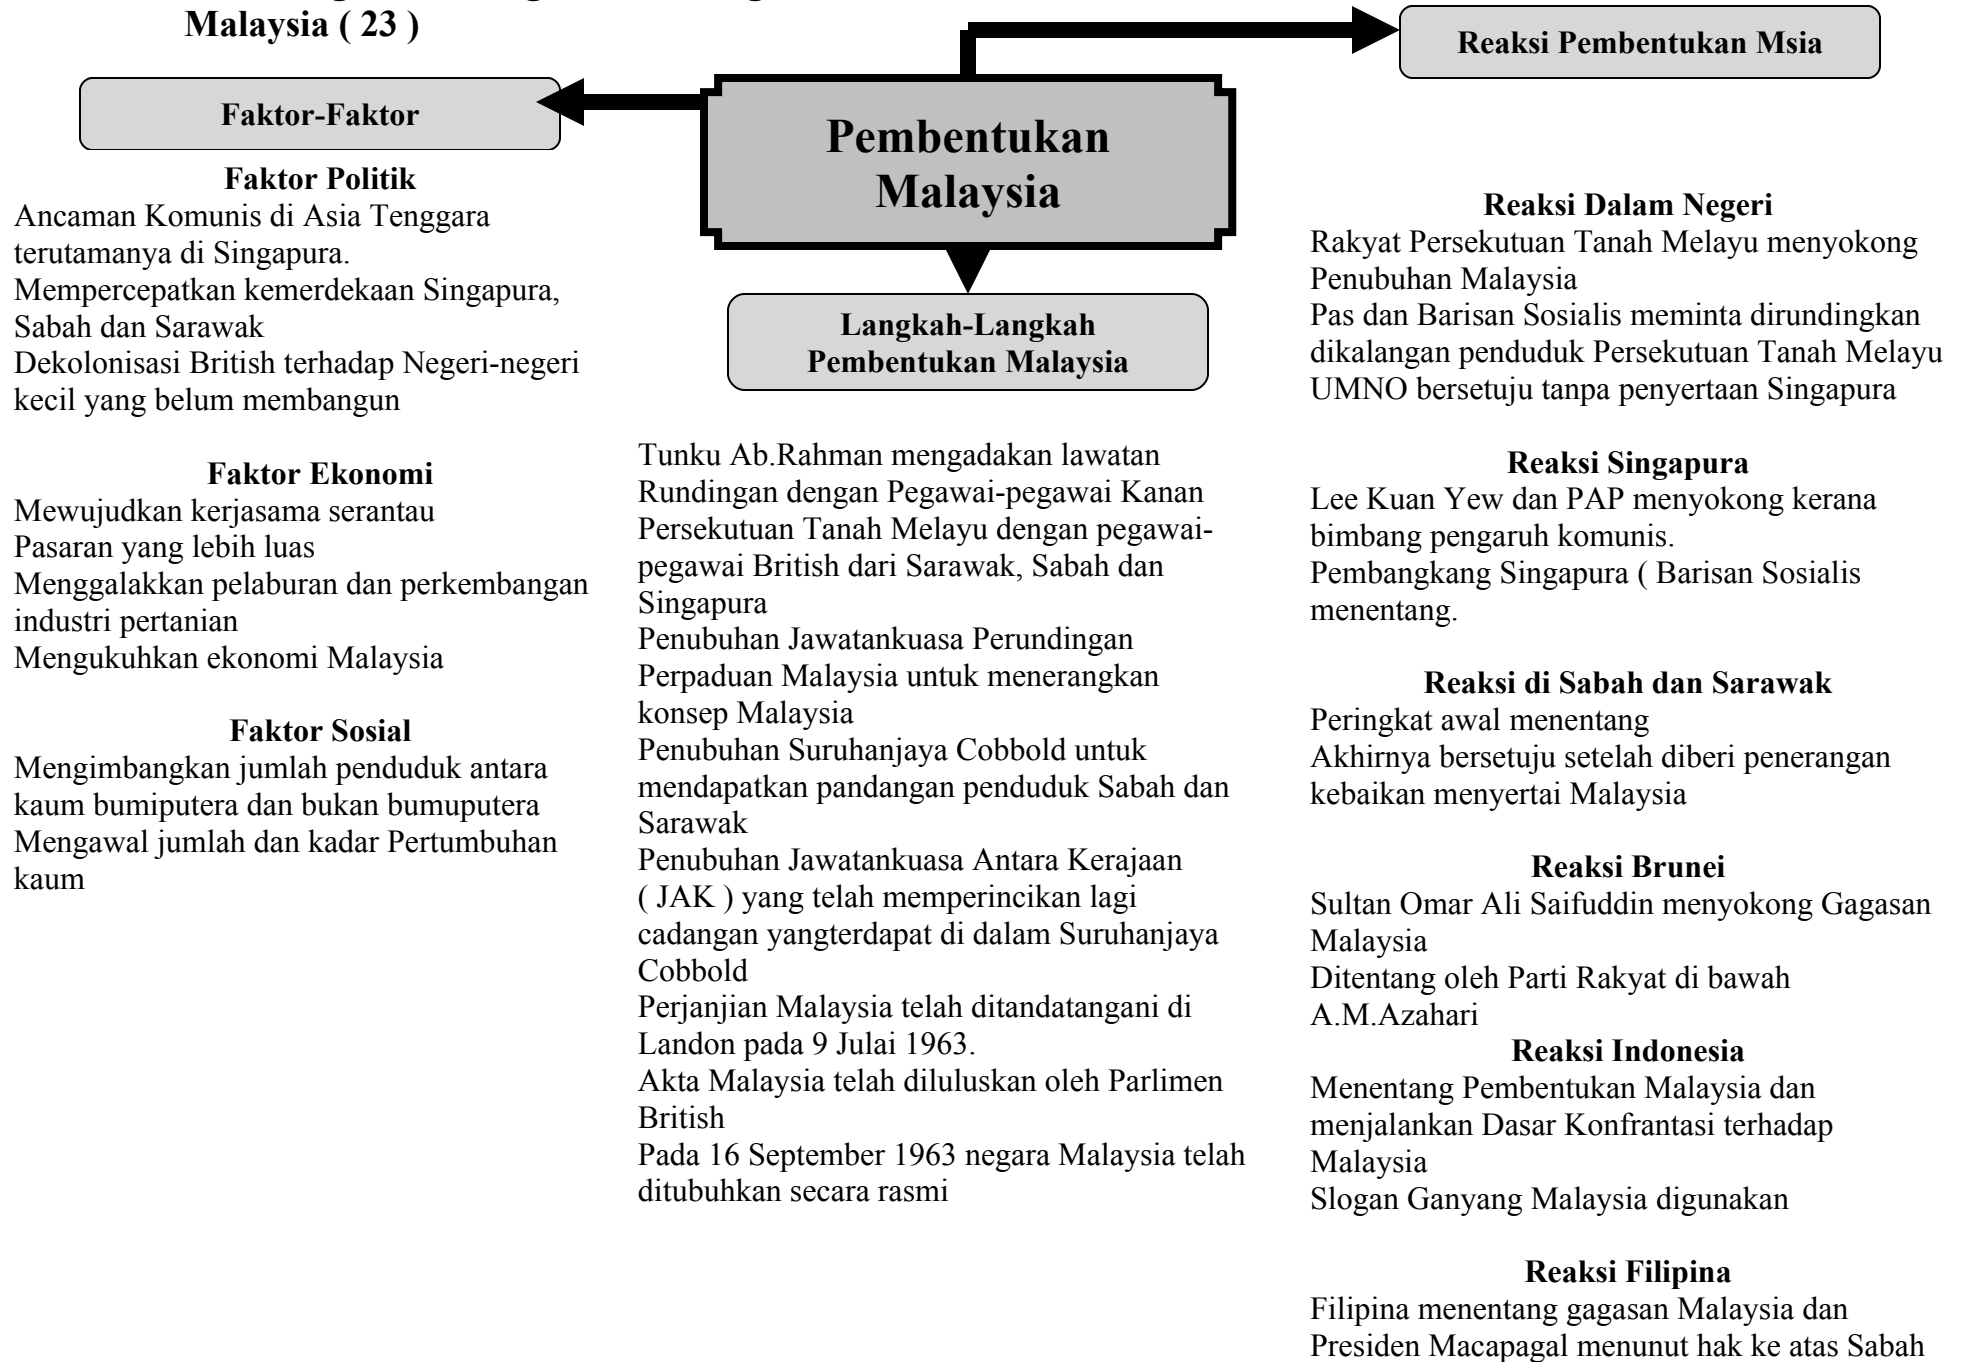 Malaysia ( 23 )
Faktor-Faktor
Faktor Politik
Ancaman Komunis di Asia Tenggara
terutamanya di Singapura.
Mempercepatkan kemerdekaan Singapura,
Sabah dan Sarawak
Dekolonisasi British terhadap Negeri-negeri
kecil yang belum membangun
Faktor Ekonomi
Mewujudkan kerjasama serantau
Pasaran yang lebih luas
Menggalakkan pelaburan dan perkembangan
industri pertanian
Mengukuhkan ekonomi Malaysia
Faktor Sosial
Mengimbangkan jumlah penduduk antara
kaum bumiputera dan bukan bumuputera
Mengawal jumlah dan kadar Pertumbuhan
kaum
Pembentukan
Malaysia
Langkah-Langkah
Pembentukan Malaysia
Tunku Ab.Rahman mengadakan lawatan
Rundingan dengan Pegawai-pegawai Kanan
Persekutuan Tanah Melayu dengan pegawai-
pegawai British dari Sarawak, Sabah dan
Singapura
Penubuhan Jawatankuasa Perundingan
Perpaduan Malaysia untuk menerangkan
konsep Malaysia
Penubuhan Suruhanjaya Cobbold untuk
mendapatkan pandangan penduduk Sabah dan
Sarawak
Penubuhan Jawatankuasa Antara Kerajaan
( JAK ) yang telah memperincikan lagi
cadangan yangterdapat di dalam Suruhanjaya
Cobbold
Perjanjian Malaysia telah ditandatangani di
Landon pada 9 Julai 1963.
Akta Malaysia telah diluluskan oleh Parlimen
British
Pada 16 September 1963 negara Malaysia telah
ditubuhkan secara rasmi
Reaksi Pembentukan Msia
Reaksi Dalam Negeri
Rakyat Persekutuan Tanah Melayu menyokong
Penubuhan Malaysia
Pas dan Barisan Sosialis meminta dirundingkan
dikalangan penduduk Persekutuan Tanah Melayu
UMNO bersetuju tanpa penyertaan Singapura
Reaksi Singapura
Lee Kuan Yew dan PAP menyokong kerana
bimbang pengaruh komunis.
Pembangkang Singapura ( Barisan Sosialis
menentang.
Reaksi di Sabah dan Sarawak
Peringkat awal menentang
Akhirnya bersetuju setelah diberi penerangan
kebaikan menyertai Malaysia
Reaksi Brunei
Sultan Omar Ali Saifuddin menyokong Gagasan
Malaysia
Ditentang oleh Parti Rakyat di bawah
A.M.Azahari
Reaksi Indonesia
Menentang Pembentukan Malaysia dan
menjalankan Dasar Konfrantasi terhadap
Malaysia
Slogan Ganyang Malaysia digunakan
Reaksi Filipina
Filipina menentang gagasan Malaysia dan
Presiden Macapagal menunut hak ke atas Sabah